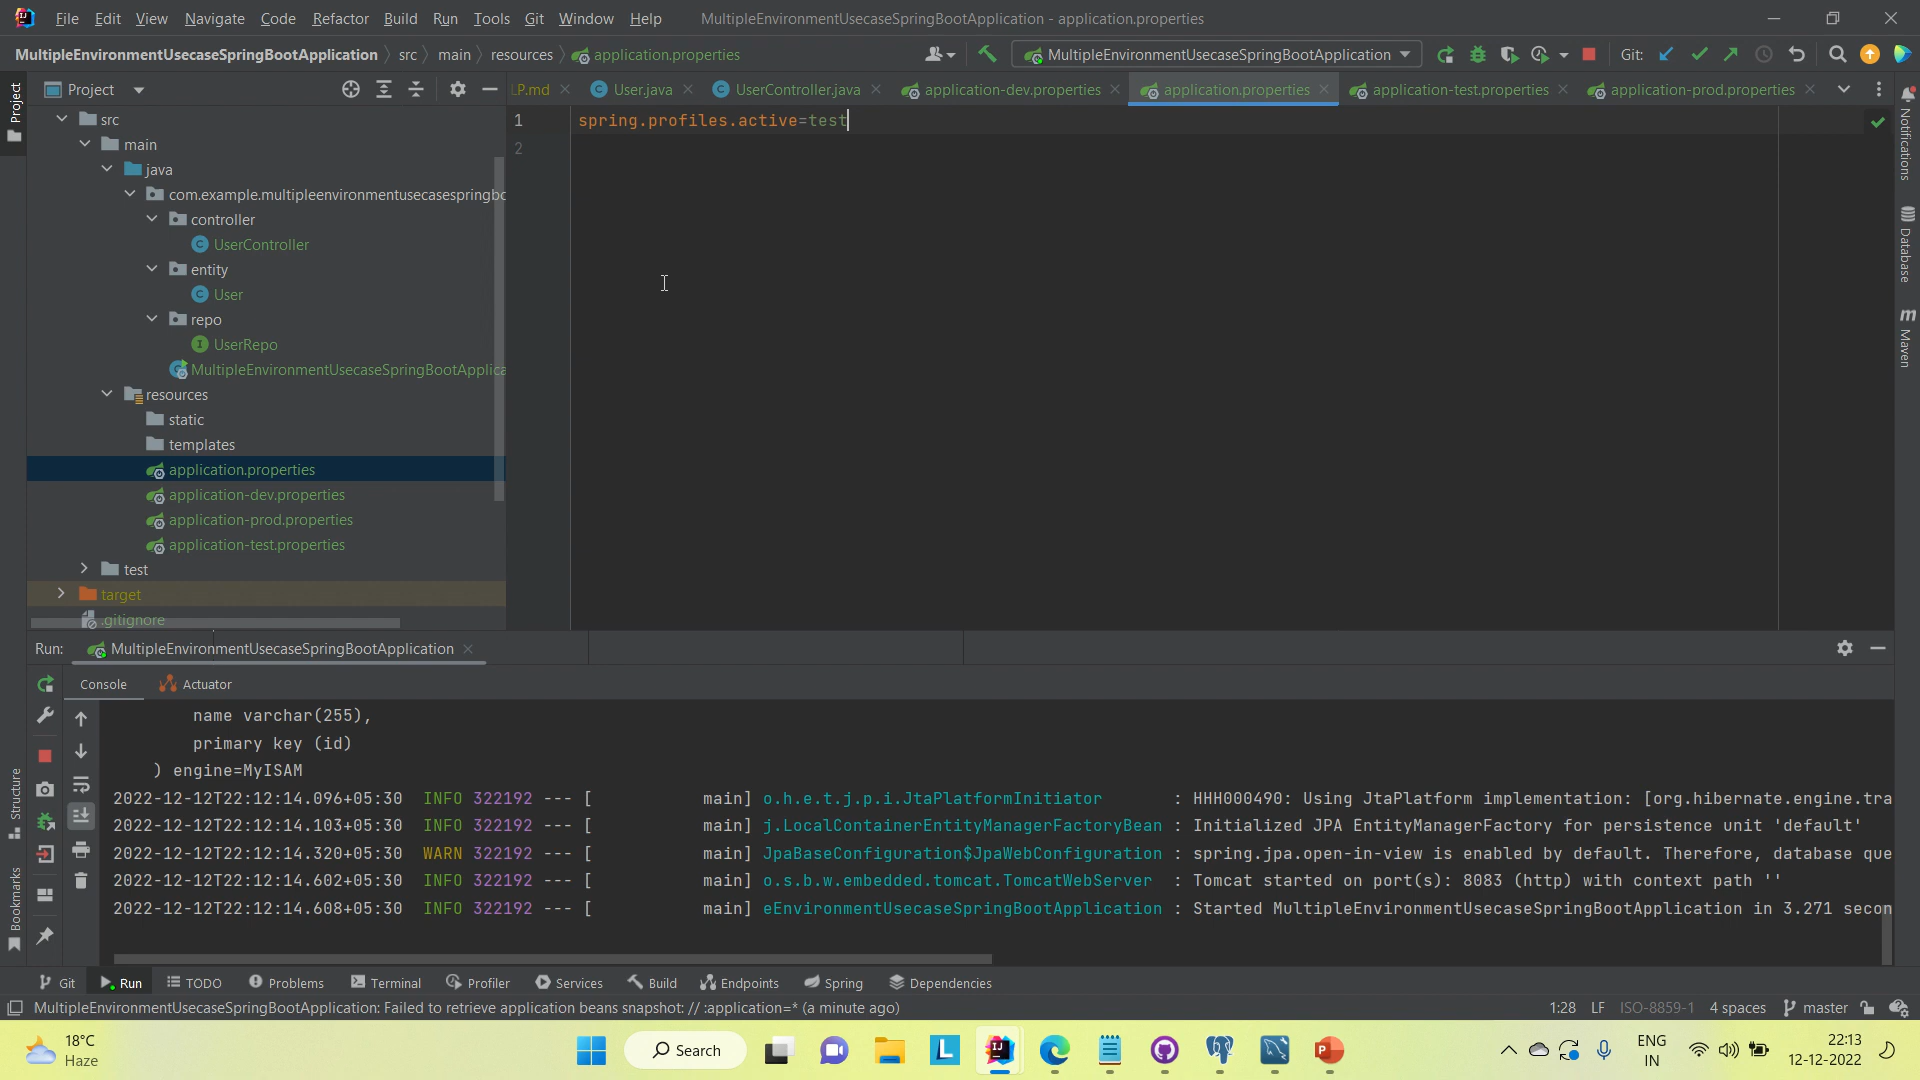 File Edit View Navigate Code Refactor Build Run Tools Git Window Help MultipleEnvironmentUsecaseSpringBootApplication - application.properties
MultipleEnvironmentUsecaseSpringBootApplication src main resources application.properties MultipleEnvironmentUsecaseSpringBootApplication Git:
Project LP.md User.java UserController.java application-dev.properties application.properties application-test.properties application-prod.properties
Project
Notifications
Database
Maven
Structure
Bookmarks
src
main
java
com.example.multipleenvironmentusecasespringbo
controller
UserController
entity
User
repo
UserRepo
MultipleEnvironmentUsecaseSpringBootApplica
resources
static
templates
application.properties
application-dev.properties
application-prod.properties
application-test.properties
test
target
.gitignore
1 spring.profiles.active=test
2
Run: MultipleEnvironmentUsecaseSpringBootApplication
Console Actuator
name varchar(255),
primary key (id)
) engine=MyISAM
2022-12-12T22:12:14.096+05:30 INFO 322192 --- [ main] o.h.e.t.j.p.i.JtaPlatformInitiator : HHH000490: Using JtaPlatform implementation: [org.hibernate.engine.tra
2022-12-12T22:12:14.103+05:30 INFO 322192 --- [ main] j.LocalContainerEntityManagerFactoryBean : Initialized JPA EntityManagerFactory for persistence unit 'default'
2022-12-12T22:12:14.320+05:30 WARN 322192 --- [ main] JpaBaseConfiguration$JpaWebConfiguration : spring.jpa.open-in-view is enabled by default. Therefore, database que
2022-12-12T22:12:14.602+05:30 INFO 322192 --- [ main] o.s.b.w.embedded.tomcat.TomcatWebServer : Tomcat started on port(s): 8083 (http) with context path ''
2022-12-12T22:12:14.608+05:30 INFO 322192 --- [ main] eEnvironmentUsecaseSpringBootApplication : Started MultipleEnvironmentUsecaseSpringBootApplication in 3.271 secon
Git Run TODO Problems Terminal Profiler Services Build Endpoints Spring Dependencies
MultipleEnvironmentUsecaseSpringBootApplication: Failed to retrieve application beans snapshot: // :application=* (a minute ago) 1:28 LF ISO-8859-1 4 spaces master
18°C
Haze
Search
ENG
IN
22:13
12-12-2022